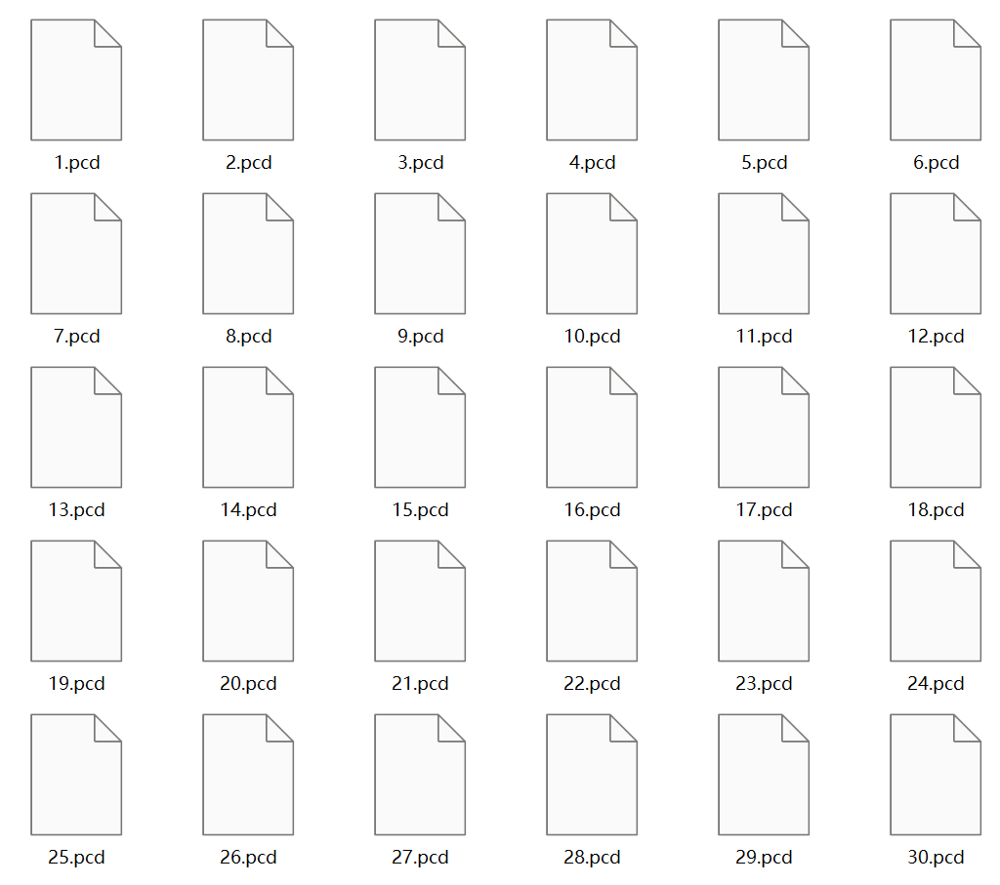 1.pcd 2.pcd 3.pcd 4.pcd 5.pcd 6.pcd
7.pcd 8.pcd 9.pcd 10.pcd 11.pcd 12.pcd
13.pcd 14.pcd 15.pcd 16.pcd 17.pcd 18.pcd
19.pcd 20.pcd 21.pcd 22.pcd 23.pcd 24.pcd
25.pcd 26.pcd 27.pcd 28.pcd 29.pcd 30.pcd